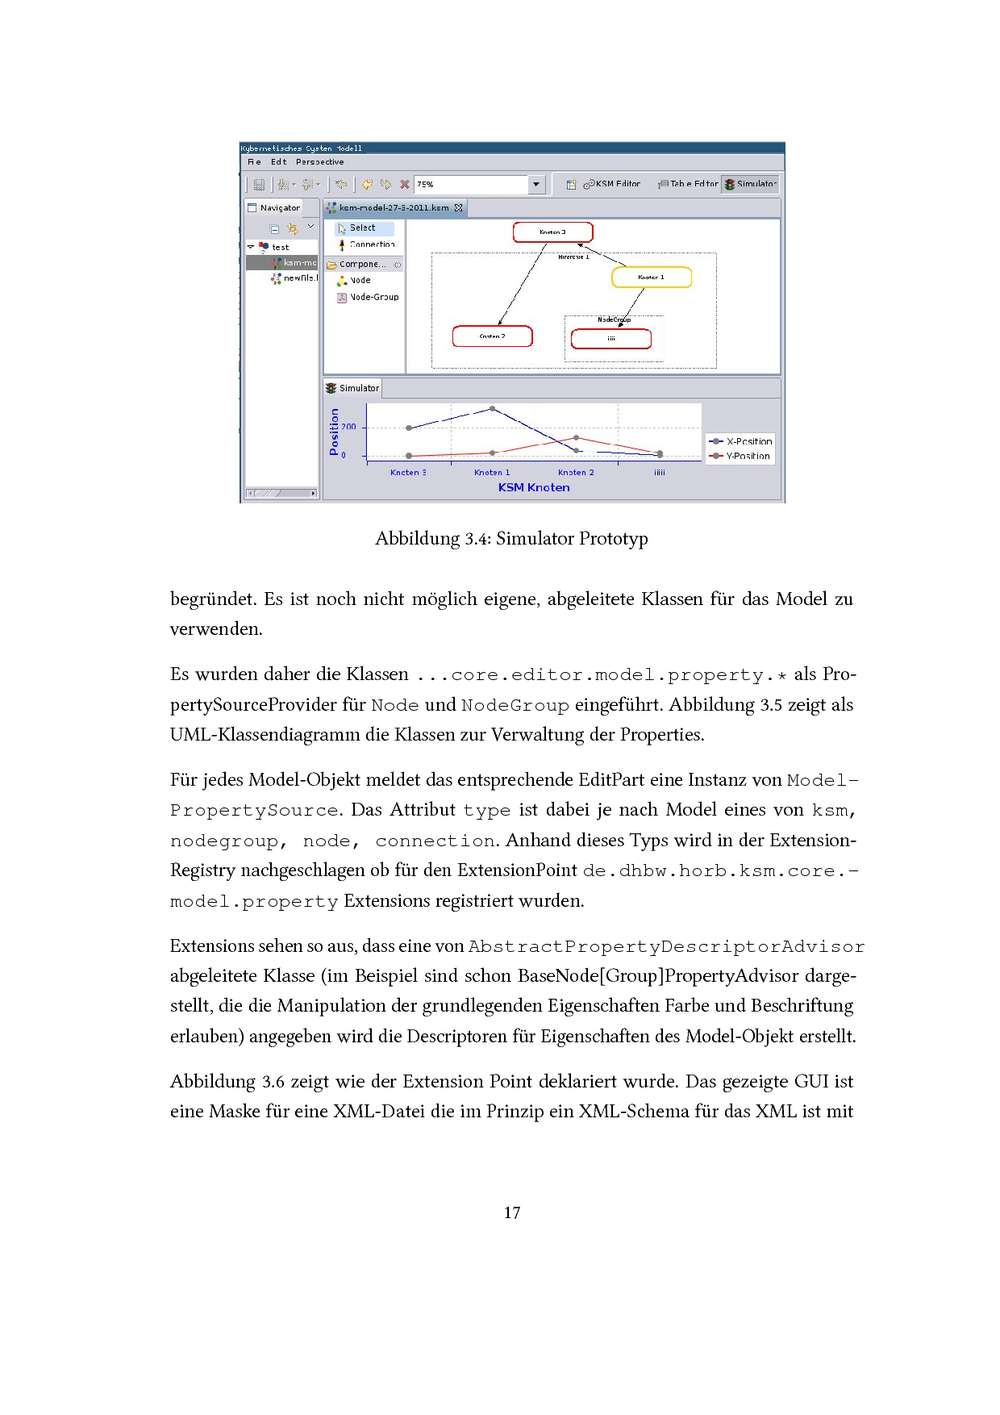 Kybernetisches System Modell
File Edit Perspective
75%
KSM Editor
Table Editor
Simulator
Navigator
ksm-model-27-3-2011.ksm
test
ksm-mo
newfile.
Select
Connection
Compone...
Node
Node-Group
Knoten 3
Knoten 1
NodeGroup
Knoten 2
iiiii
Simulator
Position
200
0
Knoten 3
Knoten 1
Knoten 2
iiiii
KSM Knoten
X-Position
Y-Position
Abbildung 3.4: Simulator Prototyp
begründet. Es ist noch nicht möglich eigene, abgeleitete Klassen für das Model zu
verwenden.
Es wurden daher die Klassen ...core.editor.model.property.* als Pro-
pertySourceProvider für Node und NodeGroup eingeführt. Abbildung 3.5 zeigt als
UML-Klassendiagramm die Klassen zur Verwaltung der Properties.
Für jedes Model-Objekt meldet das entsprechende EditPart eine Instanz von Model-
PropertySource. Das Attribut type ist dabei je nach Model eines von ksm,
nodegroup, node, connection. Anhand dieses Typs wird in der Extension-
Registry nachgeschlagen ob für den ExtensionPoint de.dhbw.horb.ksm.core.-
model.property Extensions registriert wurden.
Extensions sehen so aus, dass eine von AbstractPropertyDescriptorAdvisor
abgeleitete Klasse (im Beispiel sind schon BaseNode[Group]PropertyAdvisor darge-
stellt, die die Manipulation der grundlegenden Eigenschaften Farbe und Beschriftung
erlauben) angegeben wird die Descriptoren für Eigenschaften des Model-Objekt erstellt.
Abbildung 3.6 zeigt wie der Extension Point deklariert wurde. Das gezeigte GUI ist
eine Maske für eine XML-Datei die im Prinzip ein XML-Schema für das XML ist mit
17